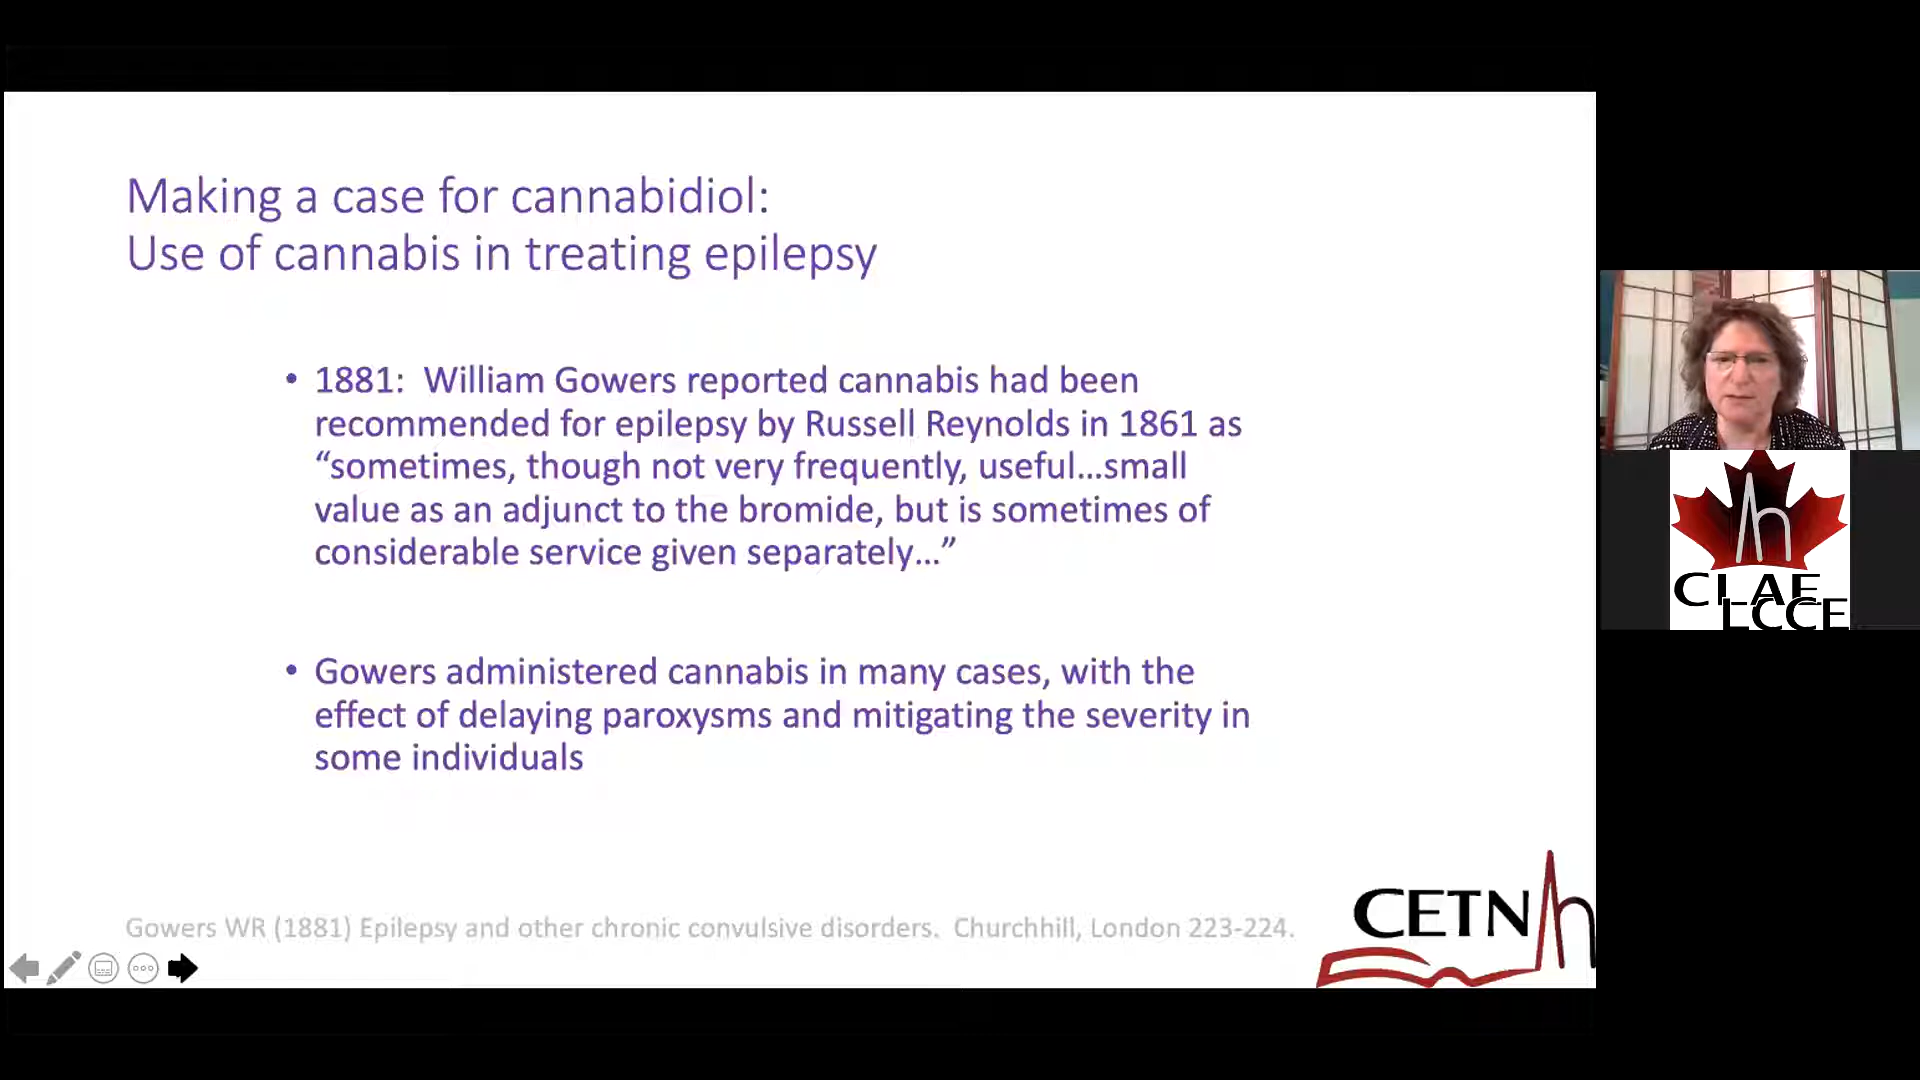 Making a case for cannabidiol:
Use of cannabis in treating epilepsy
• 1881:  William Gowers reported cannabis had been
recommended for epilepsy by Russell Reynolds in 1861 as
“sometimes, though not very frequently, useful...small
value as an adjunct to the bromide, but is sometimes of
considerable service given separately...”
• Gowers administered cannabis in many cases, with the
effect of delaying paroxysms and mitigating the severity in
some individuals
Gowers WR (1881) Epilepsy and other chronic convulsive disorders.  Churchhill, London 223-224.
CETN
CLAE
LCCE